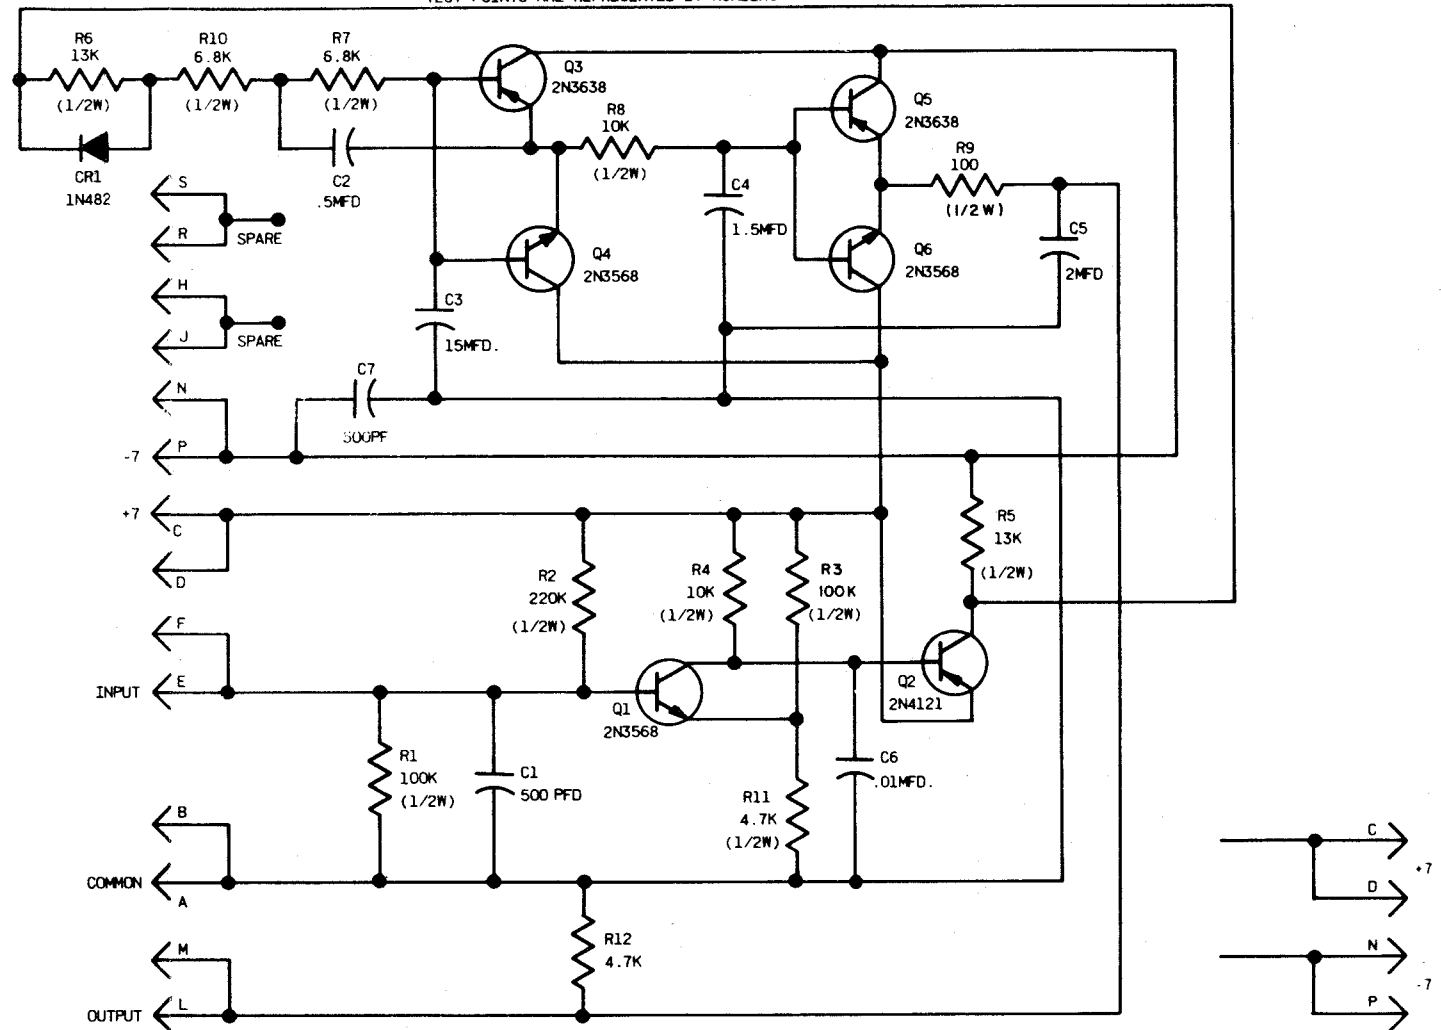 R6
13K
(1/2W)
R10
6.8K
(1/2W)
R7
6.8K
(1/2W)
Q3
2N3638
Q5
2N3638
R8
10K
(1/2W)
R9
100
(1/2W)
CR1
1N482
C2
.5MFD
C4
1.5MFD
C5
2MFD
S
R
SPARE
Q4
2N3568
Q6
2N3568
H
J
SPARE
C3
15MFD.
N
C7
500PF
-7
P
+7
C
D
R2
220K
(1/2W)
R4
10K
(1/2W)
R3
100K
(1/2W)
R5
13K
(1/2W)
F
INPUT
E
Q1
2N3568
Q2
2N4121
R1
100K
(1/2W)
C1
500 PFD
C6
.01MFD.
R11
4.7K
(1/2W)
B
COMMON
A
R12
4.7K
M
OUTPUT
L
C
+7
D
N
-7
P